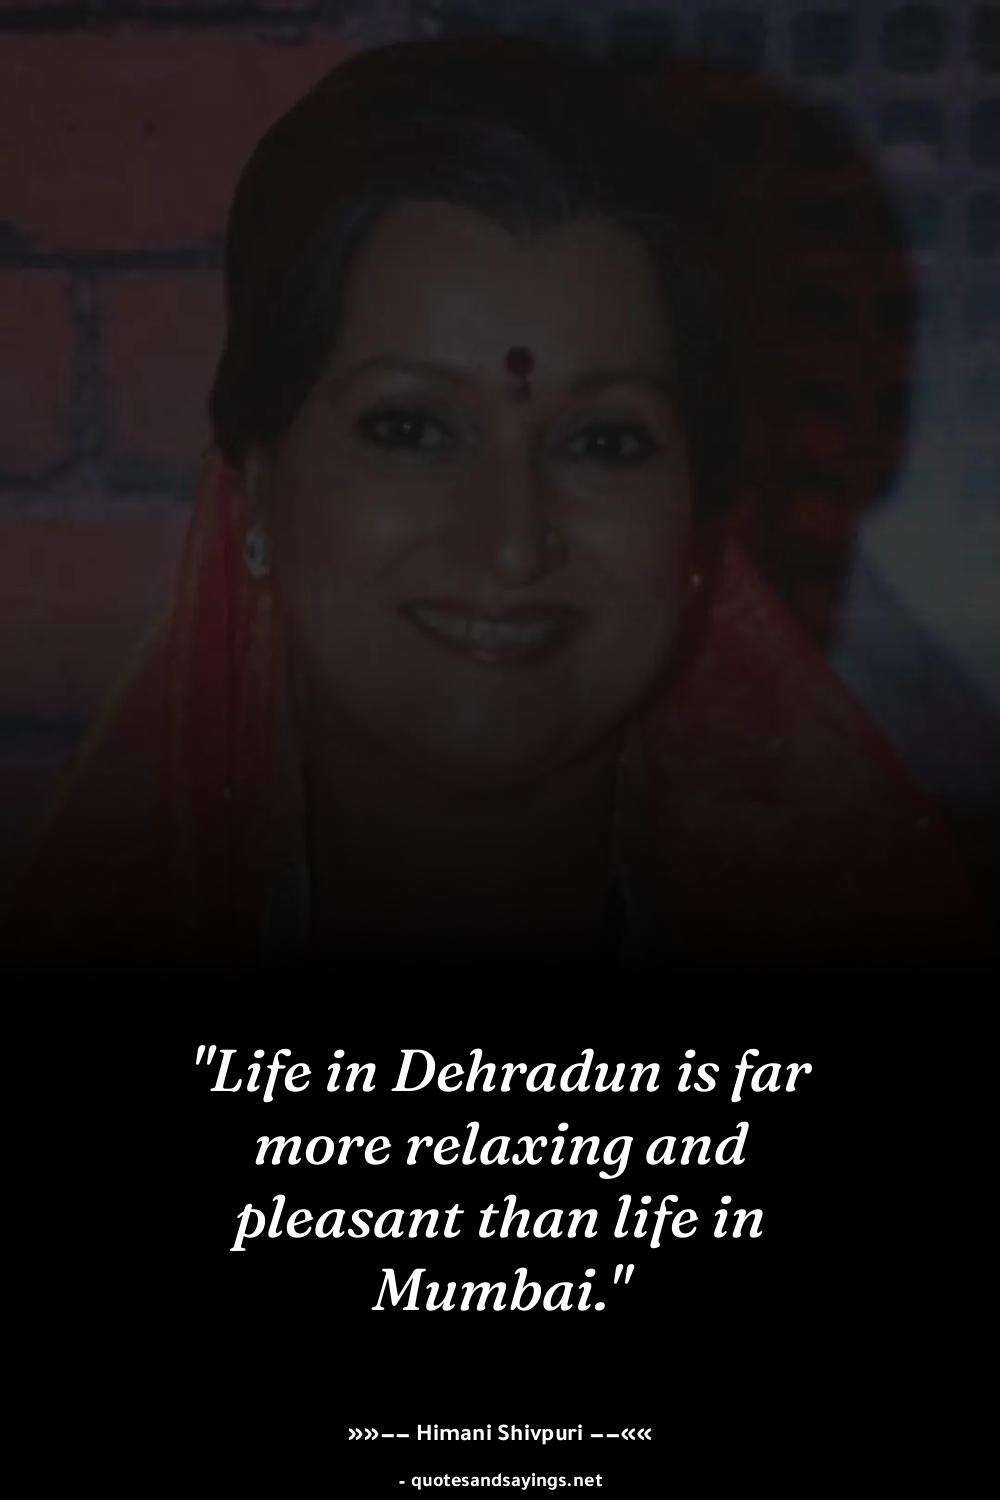 "Life in Dehradun is far
more relaxing and
pleasant than life in
Mumbai."
»»–– Himani Shivpuri ––««
- quotesandsayings.net